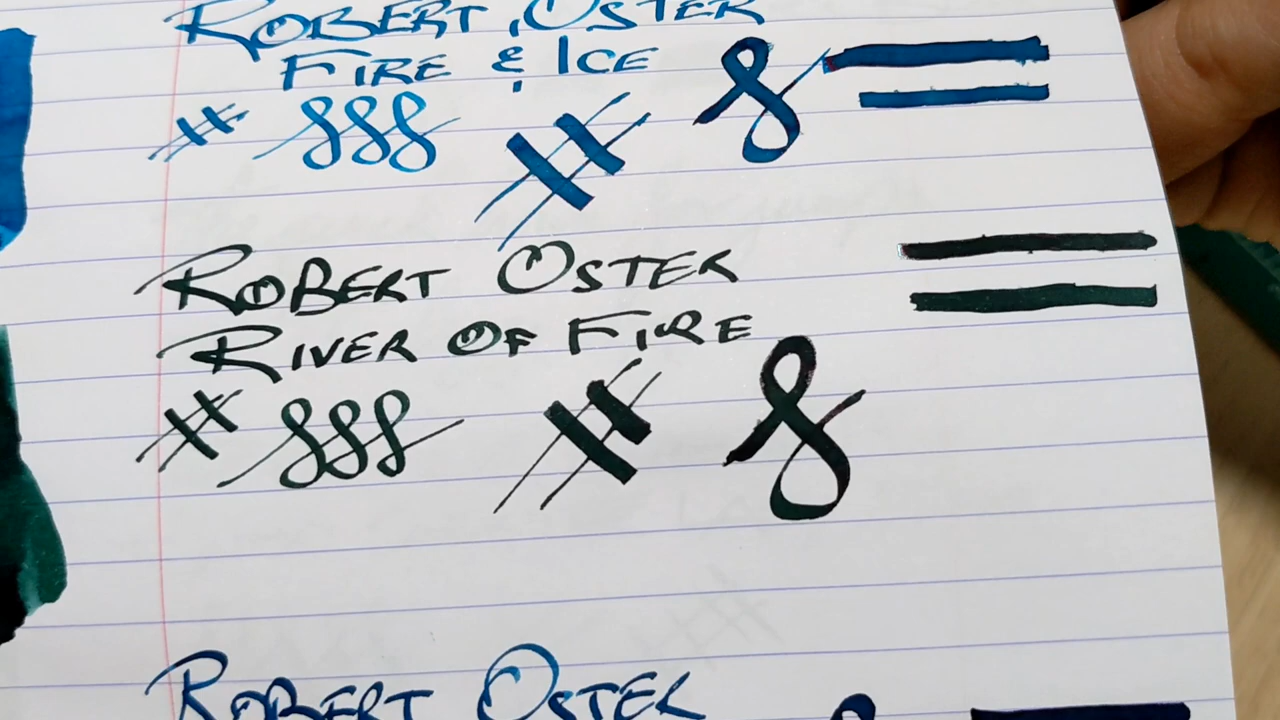 ROBERT OSTER
FIRE & ICE
# $$$ # $
ROBERT OSTER
RIVER OF FIRE
# $$$ # $
ROBERT OSTER